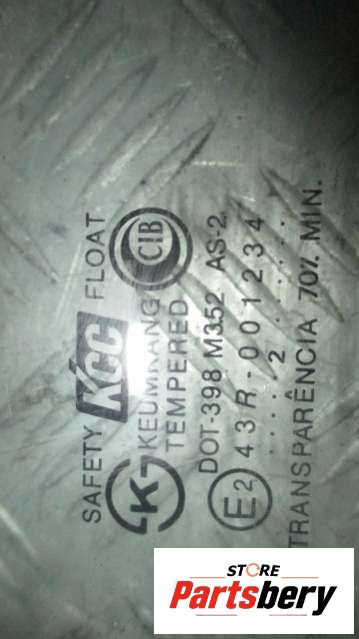 SAFETY KCC FLOAT
K KEUMKANG CIB
TEMPERED
DOT-398 M352 AS-2
E2 43R-001234
.... 2 ......
TRANSPARÊNCIA 70% MIN.
STORE
Partsbery